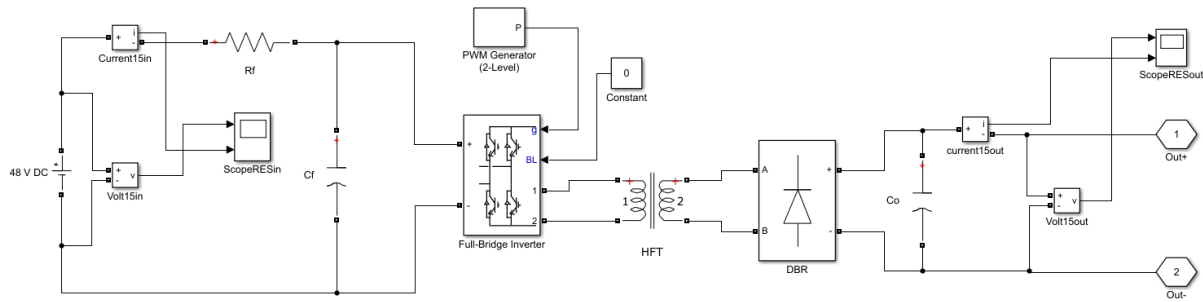 i
+
-
Current15in
Rf
P
PWM Generator
(2-Level)
0
Constant
i
+
-
current15out
ScopeRESout
1
Out+
48 V DC
+
+
-
v
Volt15in
ScopeRESin
Cf
+
-
g
BL
1
2
Full-Bridge Inverter
1
2
HFT
A
B
+
-
DBR
Co
+
-
v
Volt15out
2
Out-